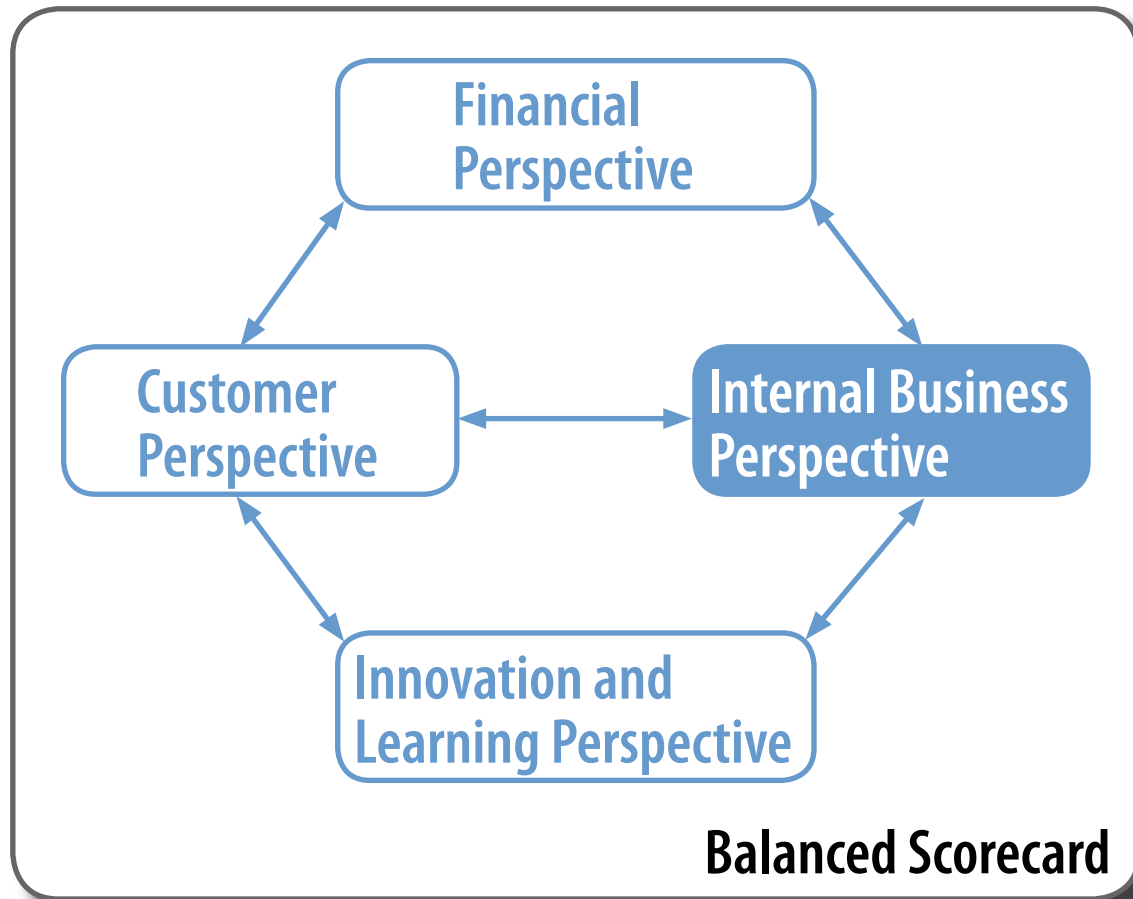 Financial
Perspective
Customer
Perspective
Internal Business
Perspective
Innovation and
Learning Perspective
Balanced Scorecard